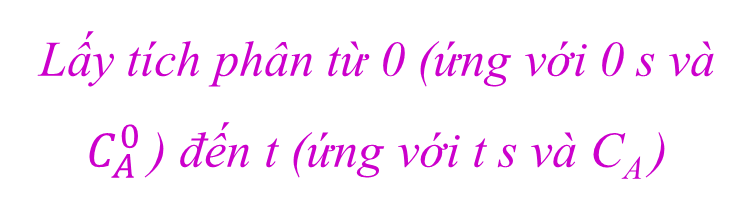 Lấy tích phân từ 0 (ứng với 0 s và
$C_A^0$ ) đến t (ứng với t s và $C_A$)